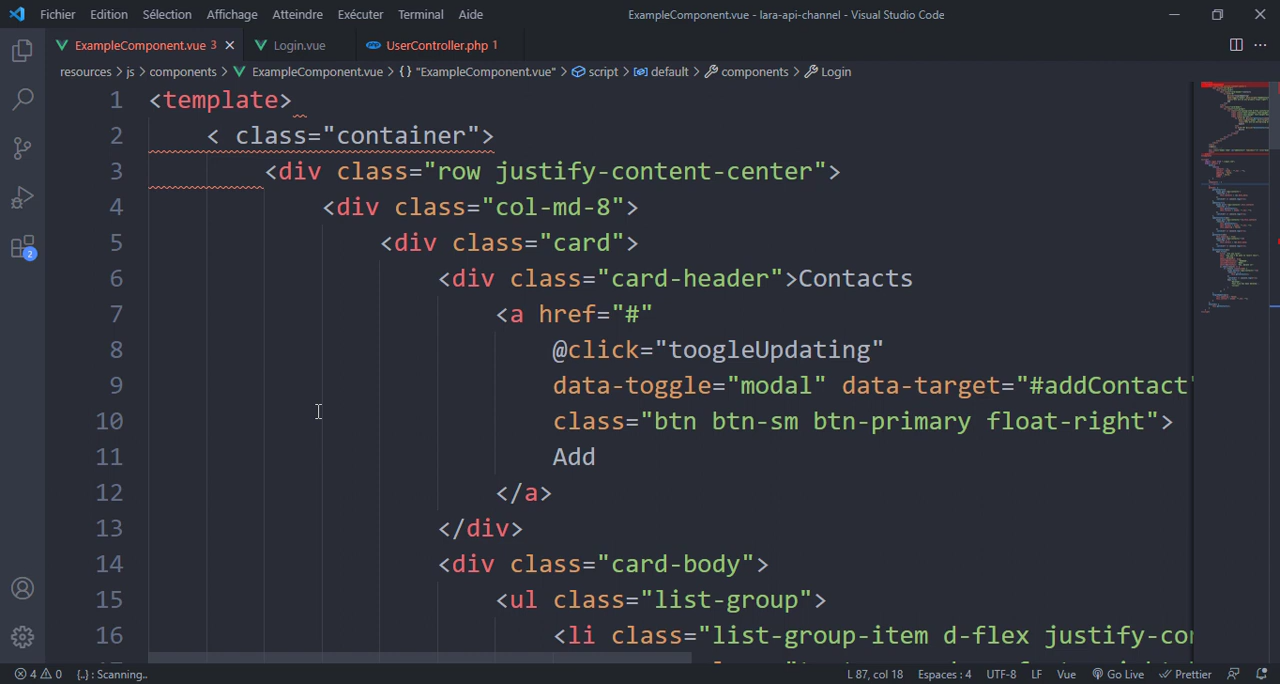 Fichier Edition Sélection Affichage Atteindre Exécuter Terminal Aide ExampleComponent.vue - lara-api-channel - Visual Studio Code
ExampleComponent.vue 3 Login.vue UserController.php 1
resources > js > components > ExampleComponent.vue > {} "ExampleComponent.vue" > script > default > components > Login
1 <template>
2 < class="container">
3 <div class="row justify-content-center">
4 <div class="col-md-8">
5 <div class="card">
6 <div class="card-header">Contacts
7 <a href="#"
8 @click="toogleUpdating"
9 data-toggle="modal" data-target="#addContact"
10 class="btn btn-sm btn-primary float-right">
11 Add
12 </a>
13 </div>
14 <div class="card-body">
15 <ul class="list-group">
16 <li class="list-group-item d-flex justify-con
2
4 0 {..} : Scanning.. L 87, col 18 Espaces : 4 UTF-8 LF Vue Go Live Prettier